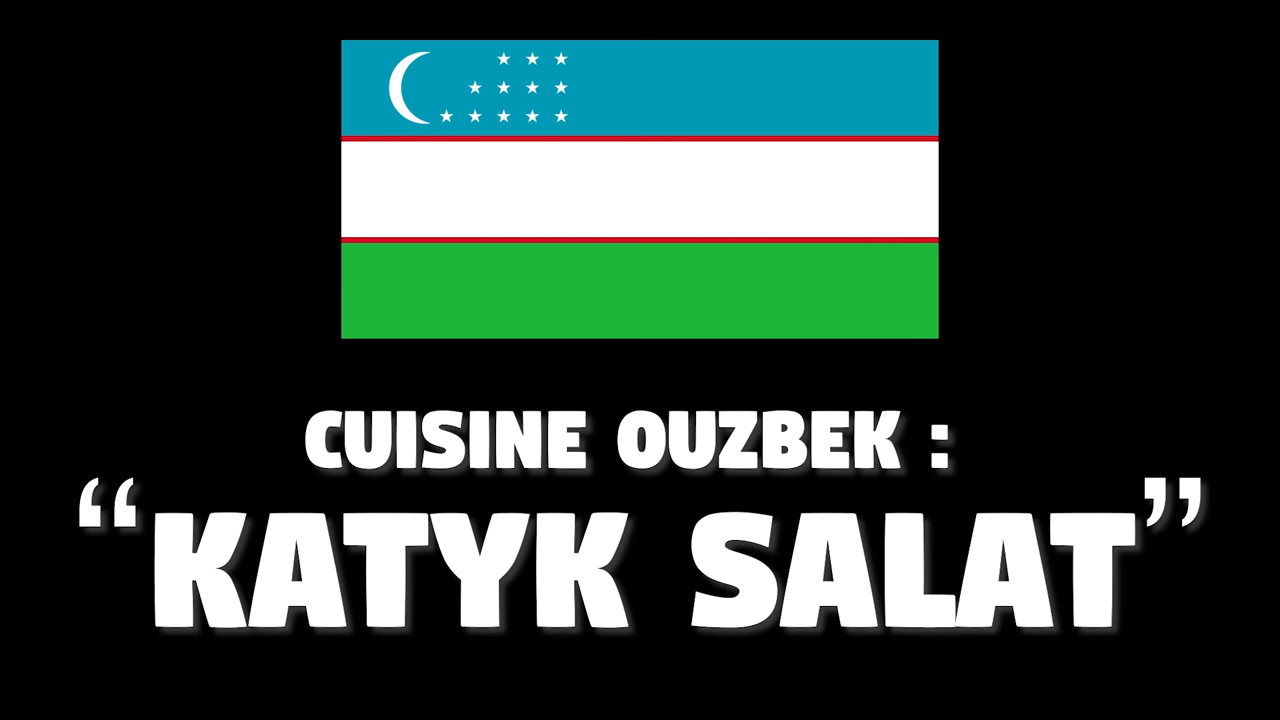 CUISINE OUZBEK :
“KATYK SALAT”